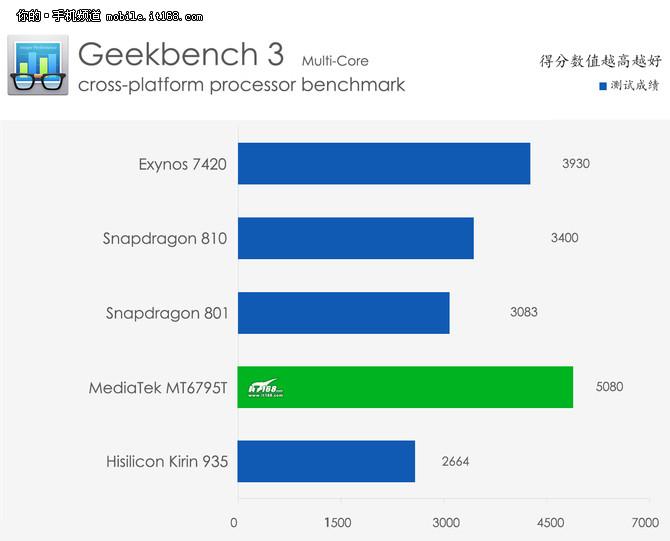 你的·手机频道 mobile.it168.com
Geekbench 3 Multi-Core
cross-platform processor benchmark
得分数值越高越好
测试成绩
Exynos 7420 3930
Snapdragon 810 3400
Snapdragon 801 3083
MediaTek MT6795T 5080
IT168.com
www.it168.com
Hisilicon Kirin 935 2664
0 1500 3000 4500 7000